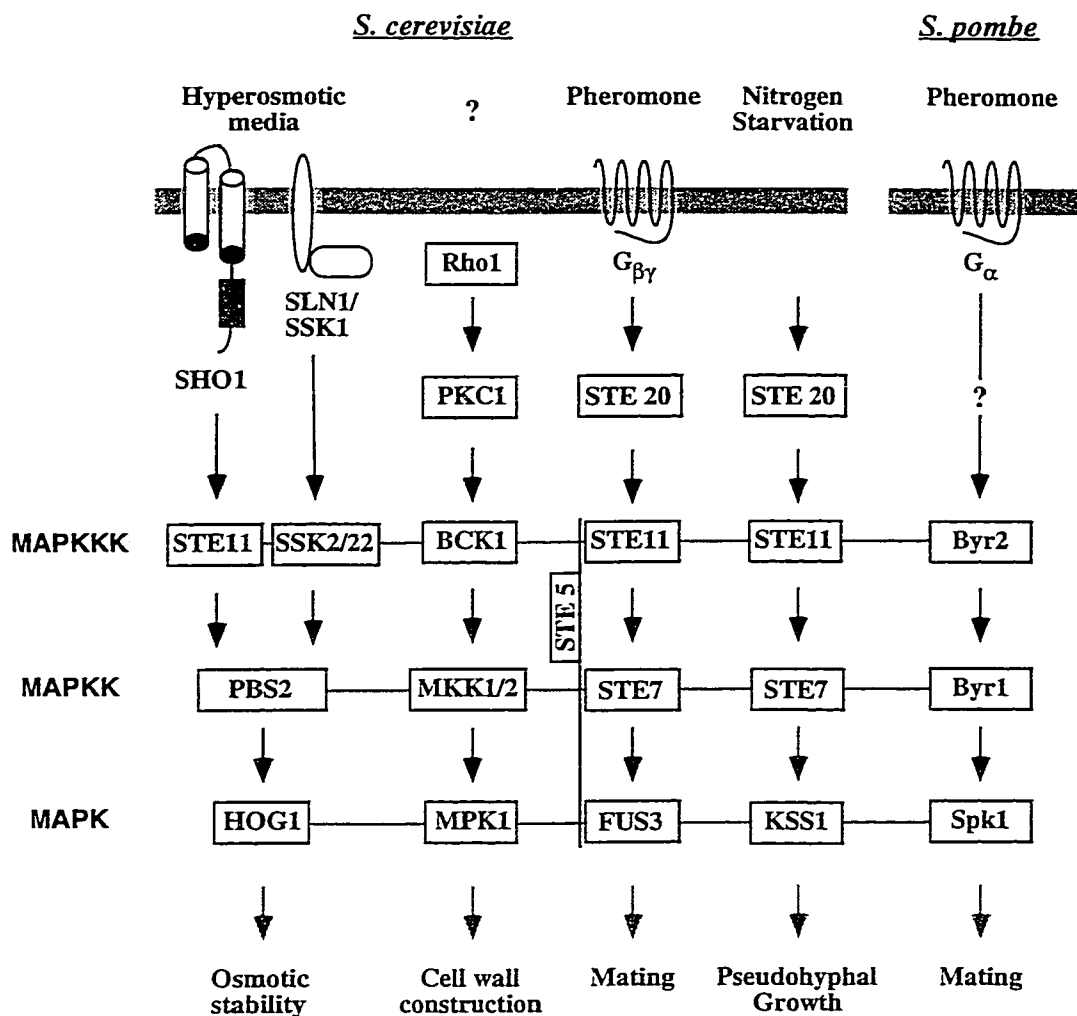 S. cerevisiae
S. pombe
Hyperosmotic
media
?
Pheromone
Nitrogen
Starvation
Pheromone
Rho1
Gβγ
Gα
SLN1/
SSK1
SHO1
PKC1
STE 20
STE 20
?
MAPKKK
STE11
SSK2/22
BCK1
STE11
STE11
Byr2
STE 5
MAPKK
PBS2
MKK1/2
STE7
STE7
Byr1
MAPK
HOG1
MPK1
FUS3
KSS1
Spk1
Osmotic
stability
Cell wall
construction
Mating
Pseudohyphal
Growth
Mating